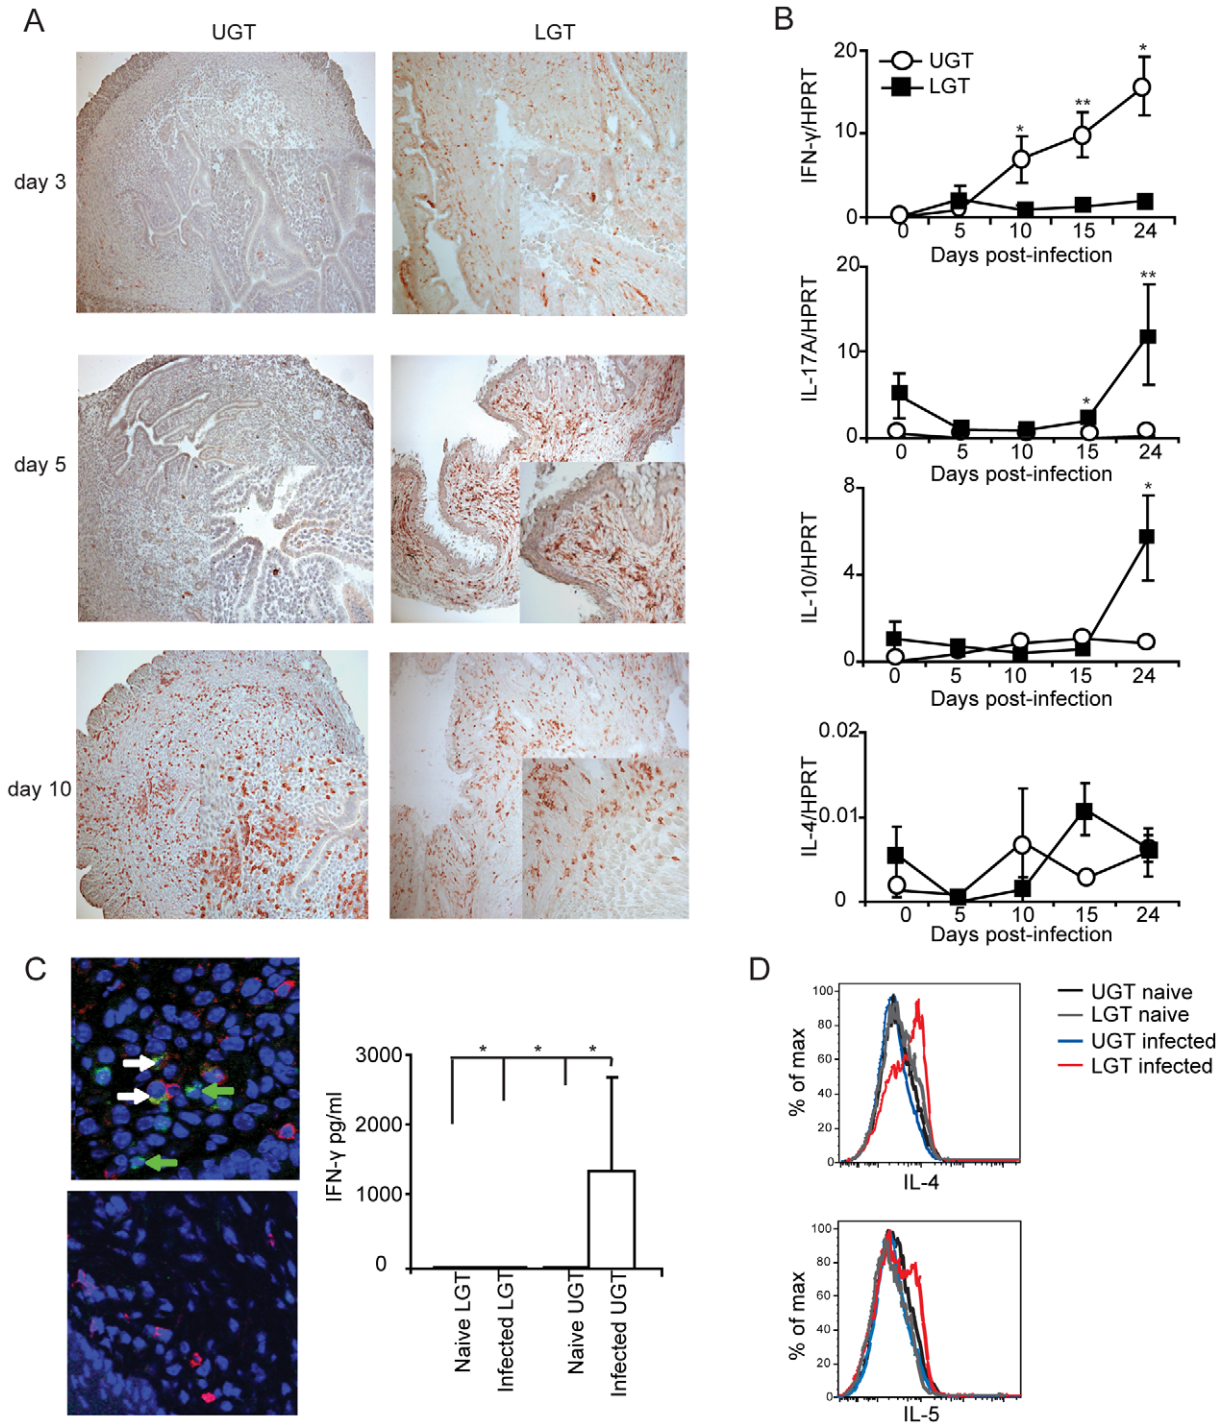 A
UGT
LGT
day 3
day 5
day 10
B
IFN-γ/HPRT
20
10
0
UGT
LGT
*
**
*
0 5 10 15 24
Days post-infection
IL-17A/HPRT
20
10
0
*
**
0 5 10 15 24
Days post-infection
IL-10/HPRT
8
4
0
*
0 5 10 15 24
Days post-infection
IL-4/HPRT
0.02
0.01
0
0 5 10 15 24
Days post-infection
C
IFN-γ pg/ml
3000
2000
1000
0
* * *
Naive LGT
Infected LGT
Naive UGT
Infected UGT
D
% of max
100
80
60
40
20
0
IL-4
UGT naive
LGT naive
UGT infected
LGT infected
% of max
100
80
60
40
20
0
IL-5